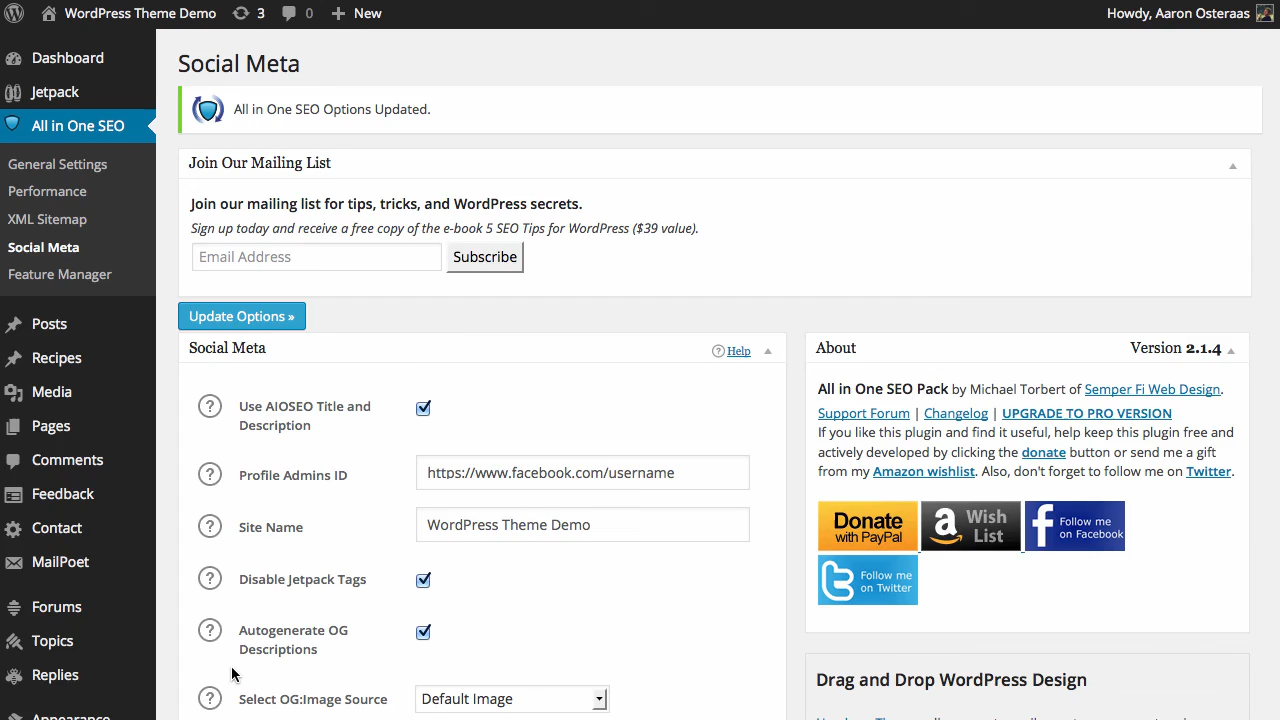 WordPress Theme Demo 3 0 New Howdy, Aaron Osteraas
Dashboard
Jetpack
All in One SEO
General Settings
Performance
XML Sitemap
Social Meta
Feature Manager
Posts
Recipes
Media
Pages
Comments
Feedback
Contact
MailPoet
Forums
Topics
Replies
Appearance
Social Meta
All in One SEO Options Updated.
Join Our Mailing List
Join our mailing list for tips, tricks, and WordPress secrets.
Sign up today and receive a free copy of the e-book 5 SEO Tips for WordPress ($39 value).
Email Address Subscribe
Update Options »
Social Meta ? Help
? Use AIOSEO Title and
Description
? Profile Admins ID https://www.facebook.com/username
? Site Name WordPress Theme Demo
? Disable Jetpack Tags
? Autogenerate OG
Descriptions
? Select OG:Image Source Default Image
About Version 2.1.4
All in One SEO Pack by Michael Torbert of Semper Fi Web Design.
Support Forum | Changelog | UPGRADE TO PRO VERSION
If you like this plugin and find it useful, help keep this plugin free and
actively developed by clicking the donate button or send me a gift
from my Amazon wishlist. Also, don't forget to follow me on Twitter.
Donate
with PayPal
a Wish
List
f Follow me
on Facebook
Follow me
on Twitter
Drag and Drop WordPress Design